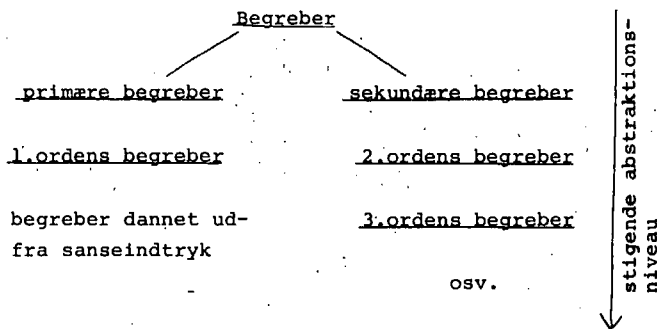 Begreber
primære begreber
sekundære begreber
1.ordens begreber
2.ordens begreber
begreber dannet ud-
fra sanseindtryk
3.ordens begreber
osv.
stigende abstraktions-
niveau